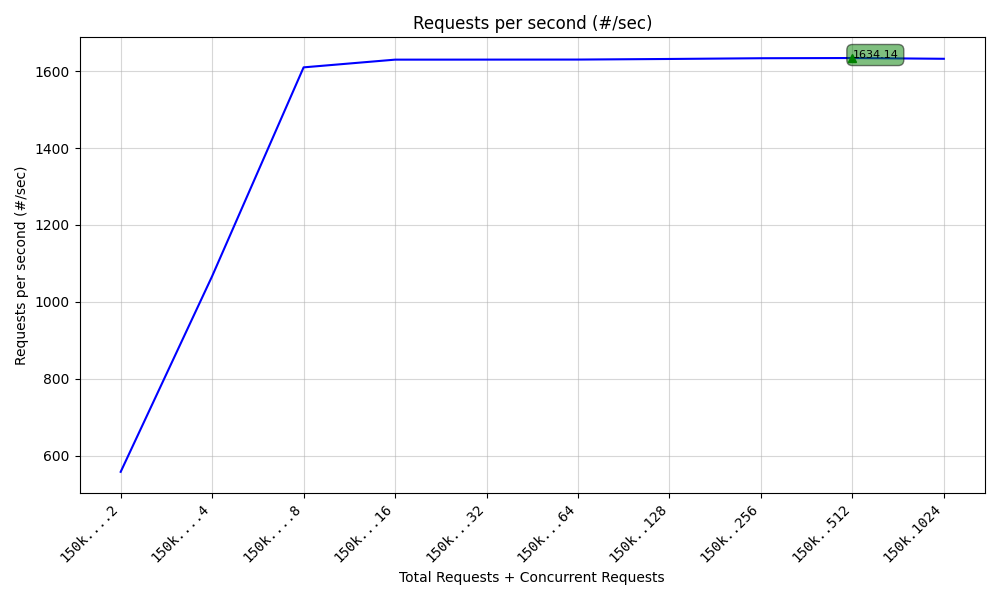 Requests per second (#/sec)
1634.14
1600
1400
1200
1000
800
600
Requests per second (#/sec)
150k....2
150k....4
150k....8
150k...16
150k...32
150k...64
150k..128
150k..256
150k..512
150k.1024
Total Requests + Concurrent Requests